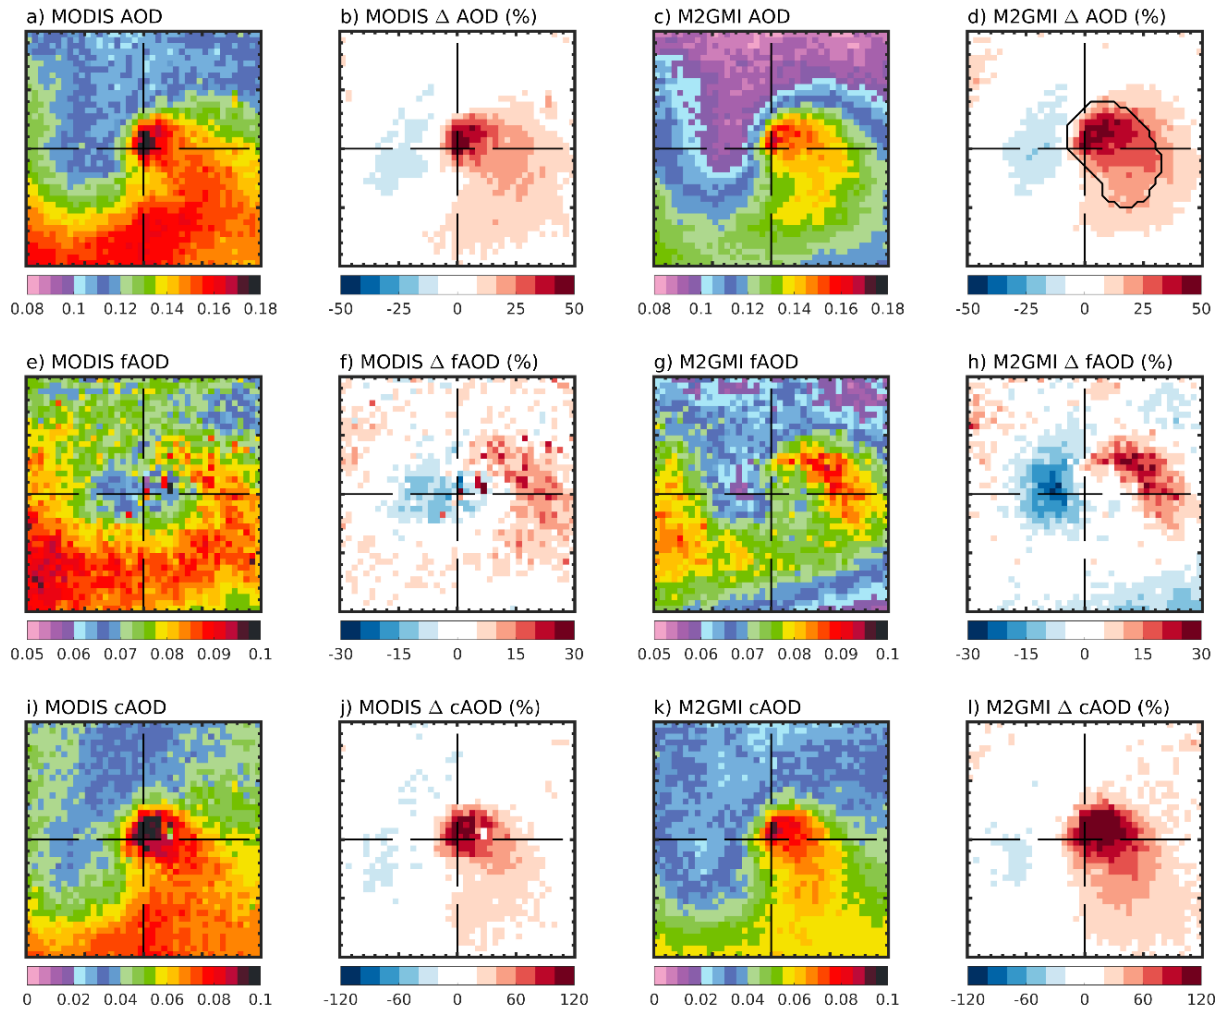 a) MODIS AOD
b) MODIS Δ AOD (%)
c) M2GMI AOD
d) M2GMI Δ AOD (%)
0.08 0.1 0.12 0.14 0.16 0.18
-50 -25 0 25 50
0.08 0.1 0.12 0.14 0.16 0.18
-50 -25 0 25 50
e) MODIS fAOD
f) MODIS Δ fAOD (%)
g) M2GMI fAOD
h) M2GMI Δ fAOD (%)
0.05 0.06 0.07 0.08 0.09 0.1
-30 -15 0 15 30
0.05 0.06 0.07 0.08 0.09 0.1
-30 -15 0 15 30
i) MODIS cAOD
j) MODIS Δ cAOD (%)
k) M2GMI cAOD
l) M2GMI Δ cAOD (%)
0 0.02 0.04 0.06 0.08 0.1
-120 -60 0 60 120
0 0.02 0.04 0.06 0.08 0.1
-120 -60 0 60 120